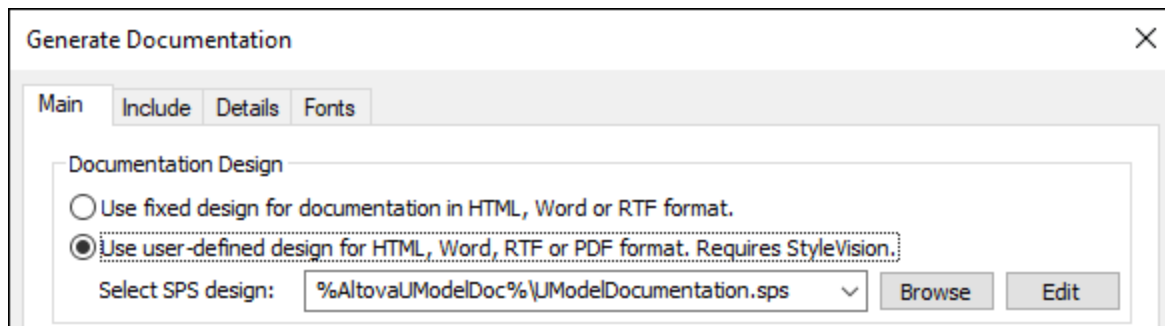 Generate Documentation
Main Include Details Fonts
Documentation Design
Use fixed design for documentation in HTML, Word or RTF format.
Use user-defined design for HTML, Word, RTF or PDF format. Requires StyleVision.
Select SPS design: %AltovaUModelDoc%\UModelDocumentation.sps Browse Edit